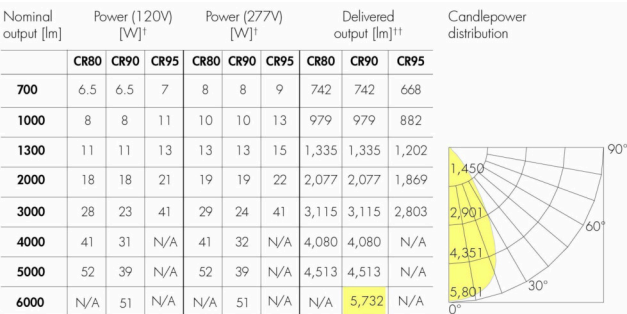 Nominal output [lm] Power (120V) [W]† Power (277V) [W]† Delivered output [lm]†† Candlepower distribution
CR80 CR90 CR95 CR80 CR90 CR95 CR80 CR90 CR95
700 6.5 6.5 7 8 8 9 742 742 668
1000 8 8 11 10 10 13 979 979 882
1300 11 11 13 13 13 15 1,335 1,335 1,202
2000 18 18 21 19 19 22 2,077 2,077 1,869
3000 28 23 41 29 24 41 3,115 3,115 2,803
4000 41 31 N/A 41 32 N/A 4,080 4,080 N/A
5000 52 39 N/A 52 39 N/A 4,513 4,513 N/A
6000 N/A 51 N/A N/A 51 N/A N/A 5,732 N/A
90°
1,450
2,901
60°
4,351
30°
5,801
0°